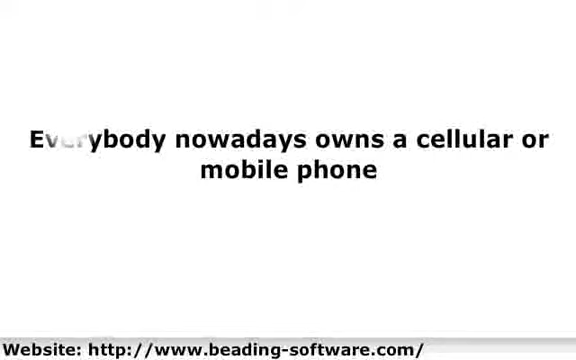 Everybody nowadays owns a cellular or
mobile phone
Website: http://www.beading-software.com/